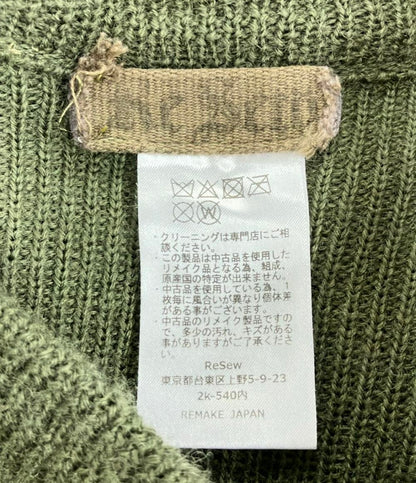 Re Sew
W
・クリーニングは専門店にご相
談ください。
・この製品は中古品を使用した
リメイク品となる為、組成、
原産国の特定が出来ません。
・中古品を使用している為、1
枚毎に風合いが異なり個体差
がある事がございます。
・中古品のリメイク製品ですの
で、多少の汚れ、キズがある
事がありますがご了承下さい。
ReSew
東京都台東区上野5-9-23
2k-540内
REMAKE JAPAN